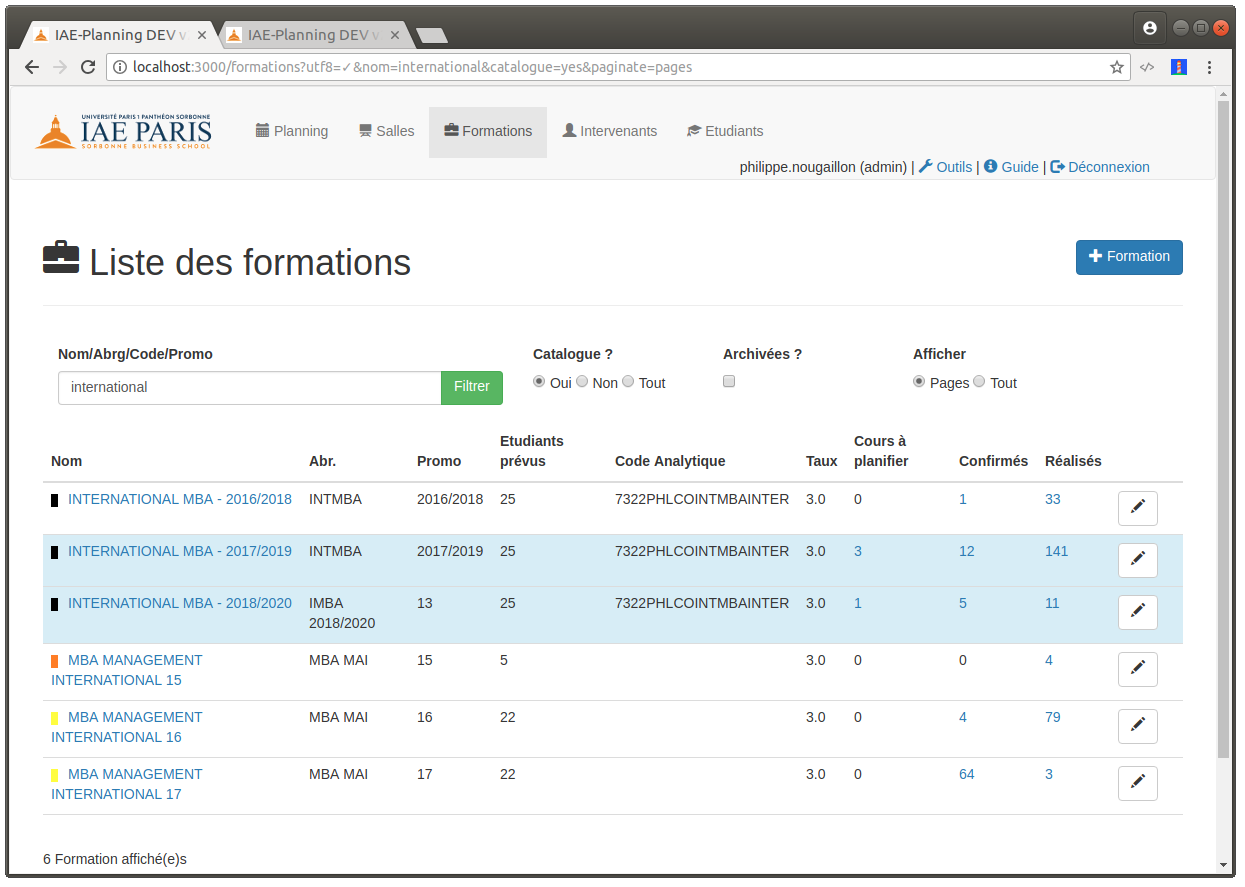 IAE-Planning DEV v
IAE-Planning DEV v
localhost:3000/formations?utf8=✓&nom=international&catalogue=yes&paginate=pages
UNIVERSITÉ PARIS 1 PANTHÉON SORBONNE
IAE PARIS
SORBONNE BUSINESS SCHOOL
Planning Salles Formations Intervenants Etudiants
philippe.nougaillon (admin) | Outils | Guide | Déconnexion
Liste des formations
Formation
Nom/Abrg/Code/Promo Catalogue ? Archivées ? Afficher
international Filtrer Oui Non Tout Pages Tout
Nom Abr. Promo Etudiants prévus Code Analytique Taux Cours à planifier Confirmés Réalisés
INTERNATIONAL MBA - 2016/2018 INTMBA 2016/2018 25 7322PHLCOINTMBAINTER 3.0 0 1 33
INTERNATIONAL MBA - 2017/2019 INTMBA 2017/2019 25 7322PHLCOINTMBAINTER 3.0 3 12 141
INTERNATIONAL MBA - 2018/2020 IMBA 13 25 7322PHLCOINTMBAINTER 3.0 1 5 11
2018/2020
MBA MANAGEMENT MBA MAI 15 5 3.0 0 0 4
INTERNATIONAL 15
MBA MANAGEMENT MBA MAI 16 22 3.0 0 4 79
INTERNATIONAL 16
MBA MANAGEMENT MBA MAI 17 22 3.0 0 64 3
INTERNATIONAL 17
6 Formation affiché(e)s